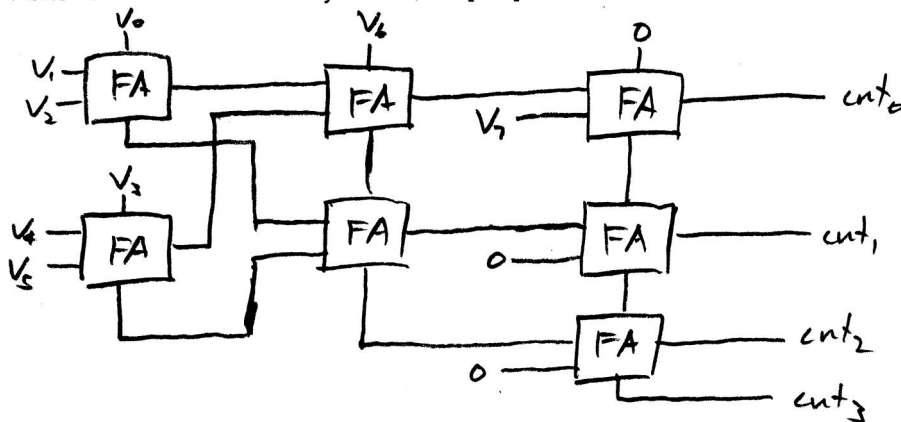 V0 V6 0
V1 FA FA FA cnt0
V2 V7
V3
V4 FA FA FA cnt1
V5 0
FA cnt2
0
cnt3